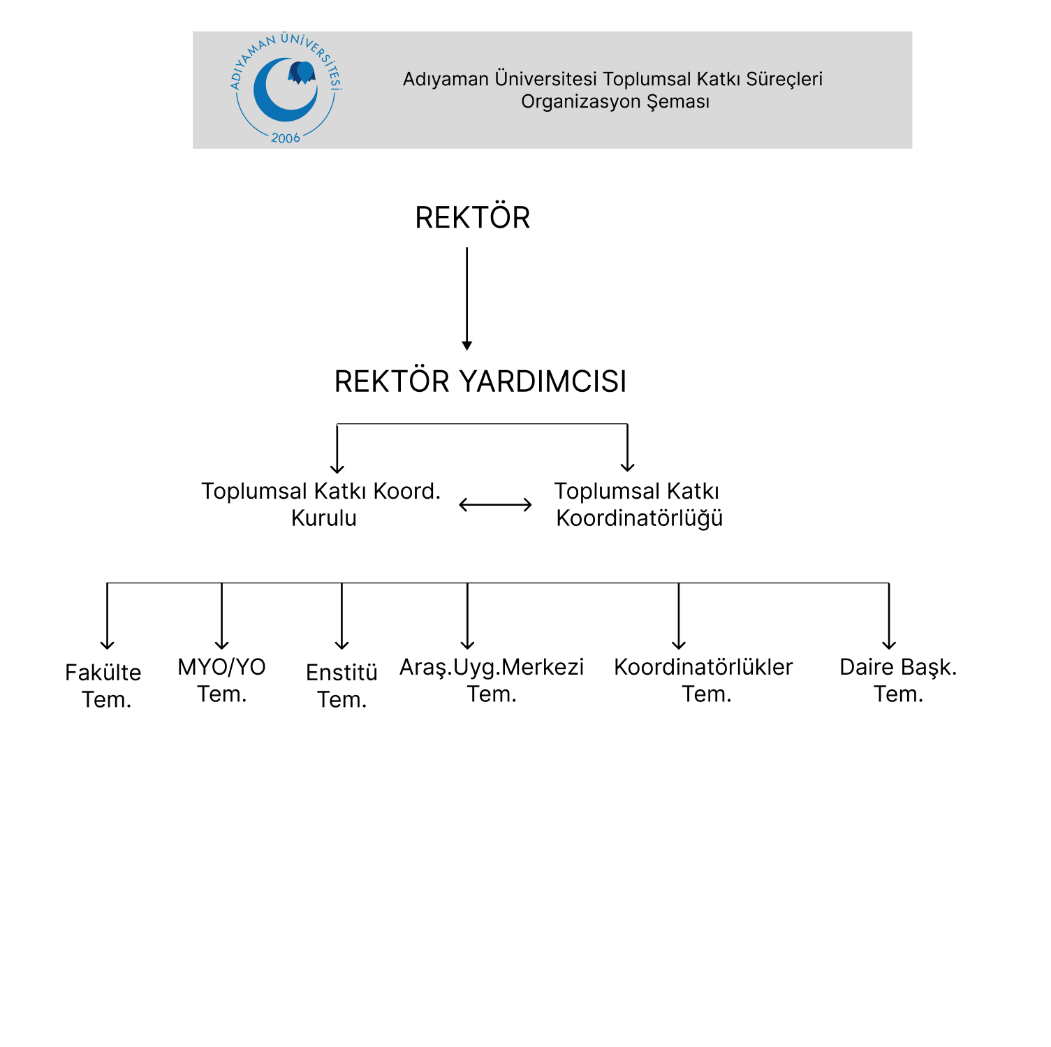 ADIYAMAN ÜNİVERSİTESİ
2006
Adıyaman Üniversitesi Toplumsal Katkı Süreçleri
Organizasyon Şeması
REKTÖR
REKTÖR YARDIMCISI
Toplumsal Katkı Koord.
Kurulu
Toplumsal Katkı
Koordinatörlüğü
Fakülte
Tem.
MYO/YO
Tem.
Enstitü
Tem.
Araş.Uyg.Merkezi
Tem.
Koordinatörlükler
Tem.
Daire Başk.
Tem.